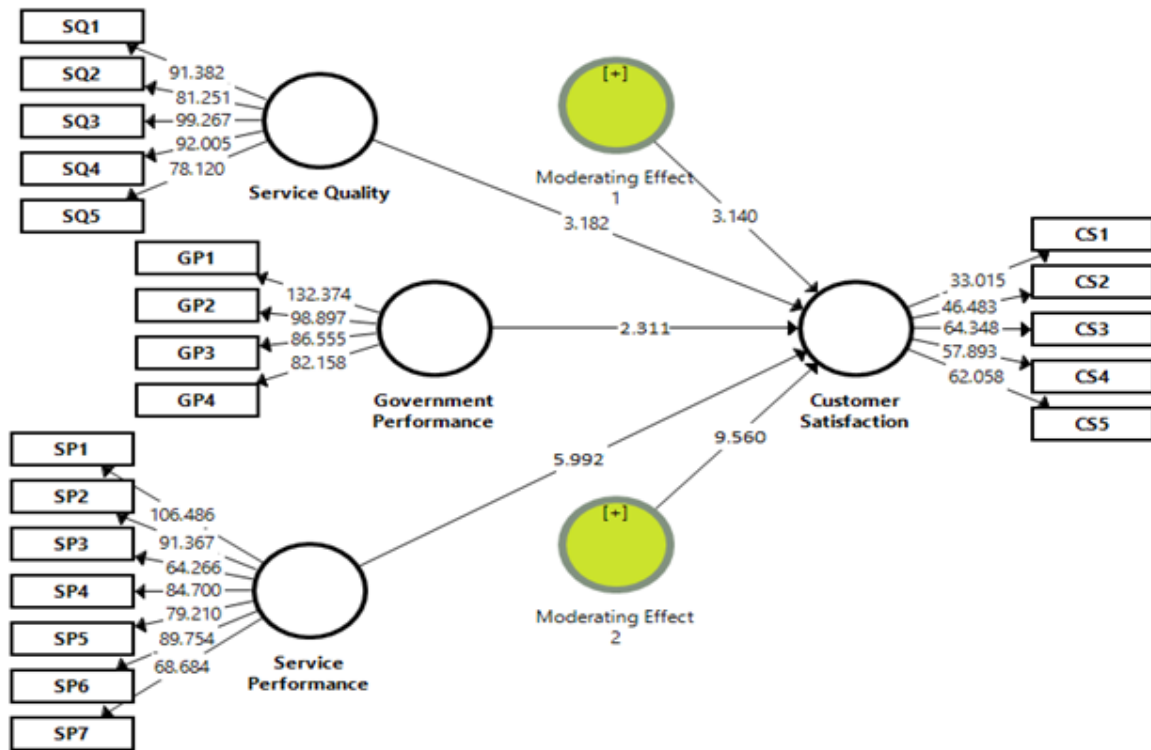 SQ1
SQ2
SQ3
SQ4
SQ5
91.382
81.251
99.267
92.005
78.120
Service Quality
[+]
Moderating Effect
1
3.182
3.140
GP1
GP2
GP3
GP4
132.374
98.897
86.555
82.158
Government
Performance
2.311
CS1
CS2
CS3
CS4
CS5
33.015
46.483
64.348
57.893
62.058
Customer
Satisfaction
SP1
SP2
SP3
SP4
SP5
SP6
SP7
106.486
91.367
64.266
84.700
79.210
89.754
68.684
Service
Performance
5.992
9.560
[+]
Moderating Effect
2